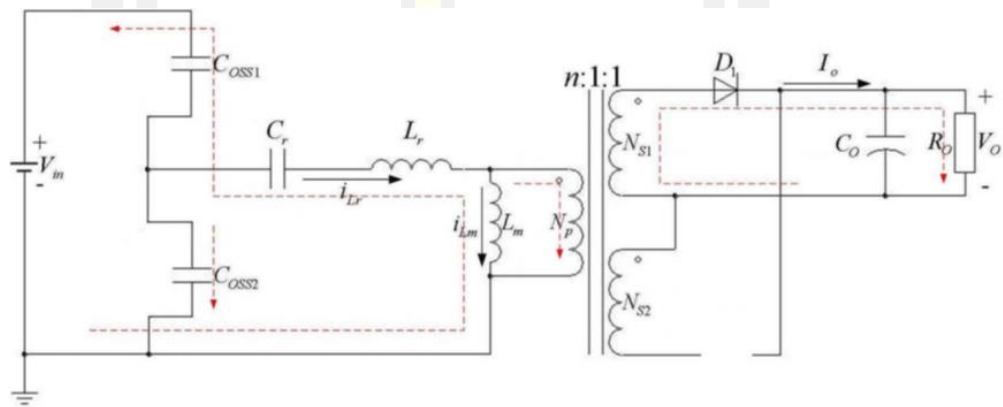 C_OSS1
n:1:1
D_1
I_o
+
V_in
-
C_r
L_r
i_Lr
i_Lm
L_m
N_p
N_S1
C_O
R_O
+
V_O
-
C_OSS2
N_S2